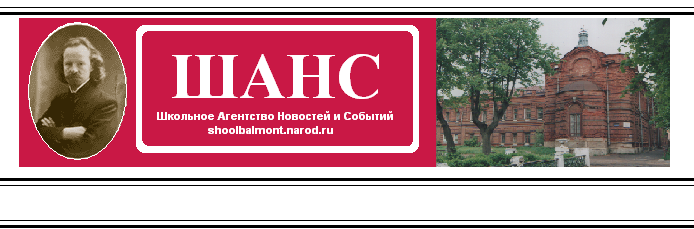 ШАНС
Школьное Агентство Новостей и Событий
shoolbalmont.narod.ru